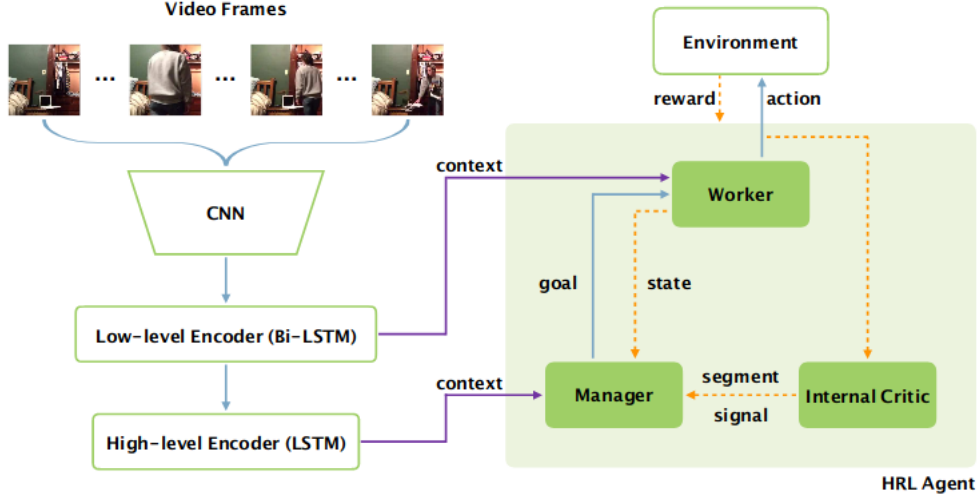 Video Frames
... ... ...
CNN
Low-level Encoder (Bi-LSTM)
High-level Encoder (LSTM)
context
context
Environment
reward
action
Worker
goal
state
Manager
segment
signal
Internal Critic
HRL Agent